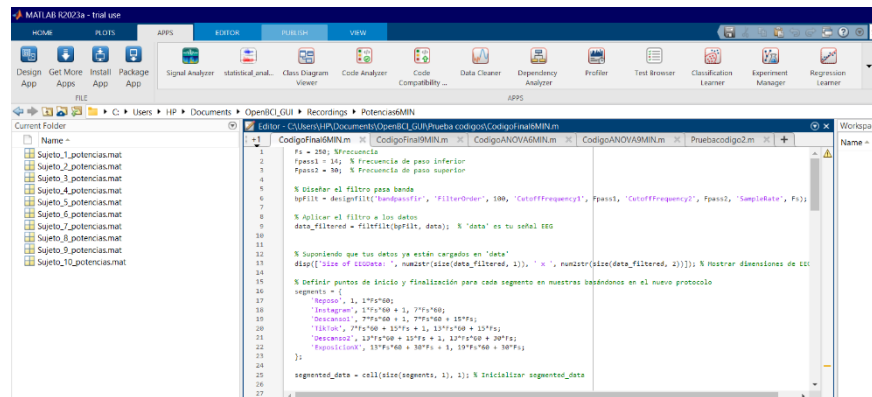 MATLAB R2023a - trial use
HOME PLOTS APPS EDITOR PUBLISH VIEW
Design App
Get More Apps
Install App
Package App
Signal Analyzer
statistical_anal...
Class Diagram Viewer
Code Analyzer
Code Compatibility ...
Data Cleaner
Dependency Analyzer
Profiler
Test Browser
Classification Learner
Experiment Manager
Regression Learner
FILE APPS
C: Users HP Documents OpenBCI_GUI Recordings Potencias6MIN
Current Folder
Name
Sujeto_1_potencias.mat
Sujeto_2_potencias.mat
Sujeto_3_potencias.mat
Sujeto_4_potencias.mat
Sujeto_5_potencias.mat
Sujeto_6_potencias.mat
Sujeto_7_potencias.mat
Sujeto_8_potencias.mat
Sujeto_9_potencias.mat
Sujeto_10_potencias.mat
Editor - C:\Users\HP\Documents\OpenBCI_GUI\Prueba codigos\CodigoFinal6MIN.m
+1 CodigoFinal6MIN.m CodigoFinal9MIN.m CodigoANOVA6MIN.m CodigoANOVA9MIN.m Pruebacodigo2.m +
1 Fs = 250; %Frecuencia
2 Fpass1 = 14; % Frecuencia de paso inferior
3 Fpass2 = 30; % Frecuencia de paso superior
4
5 % Diseñar el filtro pasa banda
6 bpFilt = designfilt('bandpassfir', 'FilterOrder', 100, 'CutoffFrequency1', Fpass1, 'CutoffFrequency2', Fpass2, 'SampleRate', Fs);
7
8 % Aplicar el filtro a los datos
9 data_filtered = filtfilt(bpFilt, data); % 'data' es tu señal EEG
10
11
12 % Suponiendo que tus datos ya están cargados en 'data'
13 disp(['Size of EEGData: ', num2str(size(data_filtered, 1)), ' x ', num2str(size(data_filtered, 2))]); % Mostrar dimensiones de EEG
14
15 % Definir puntos de inicio y finalización para cada segmento en muestras basándonos en el nuevo protocolo
16 segments = {
17 'Reposo', 1, 1*Fs*60;
18 'Instagram', 1*Fs*60 + 1, 7*Fs*60;
19 'Descanso1', 7*Fs*60 + 1, 7*Fs*60 + 15*Fs;
20 'TikTok', 7*Fs*60 + 15*Fs + 1, 13*Fs*60 + 15*Fs;
21 'Descanso2', 13*Fs*60 + 15*Fs + 1, 13*Fs*60 + 30*Fs;
22 'ExposicionX', 13*Fs*60 + 30*Fs + 1, 19*Fs*60 + 30*Fs;
23 };
24
25 segmented_data = cell(size(segments, 1), 1); % Inicializar segmented_data
26
27
Workspa
Name